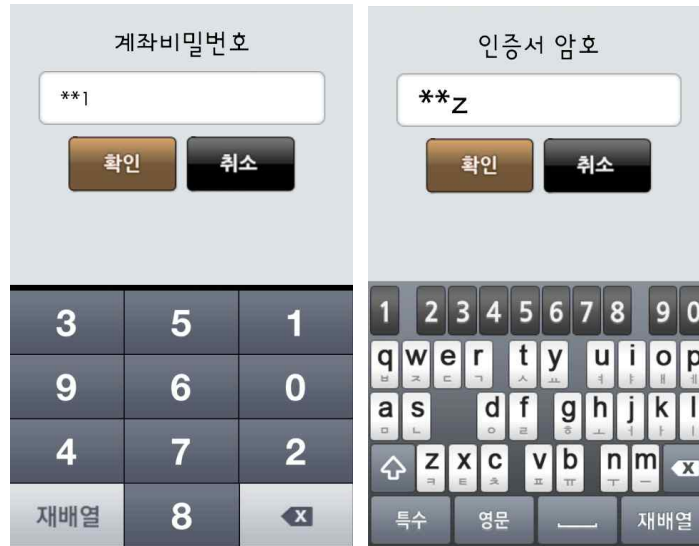 계좌비밀번호
**1
확인 취소
3 5 1
9 6 0
4 7 2
재배열 8 X
인증서 암호
**z
확인 취소
1 2 3 4 5 6 7 8 9 0
q w e r t y u i o p
ㅂ ㅈ ㄷ ㄱ ㅅ ㅛ ㅕ ㅑ ㅐ ㅔ
a s d f g h j k l
ㅁ ㄴ ㅇ ㄹ ㅎ ㅗ ㅓ ㅏ ㅣ
z x c v b n m X
ㅋ ㅌ ㅊ ㅍ ㅠ ㅜ ㅡ
특수 영문 재배열